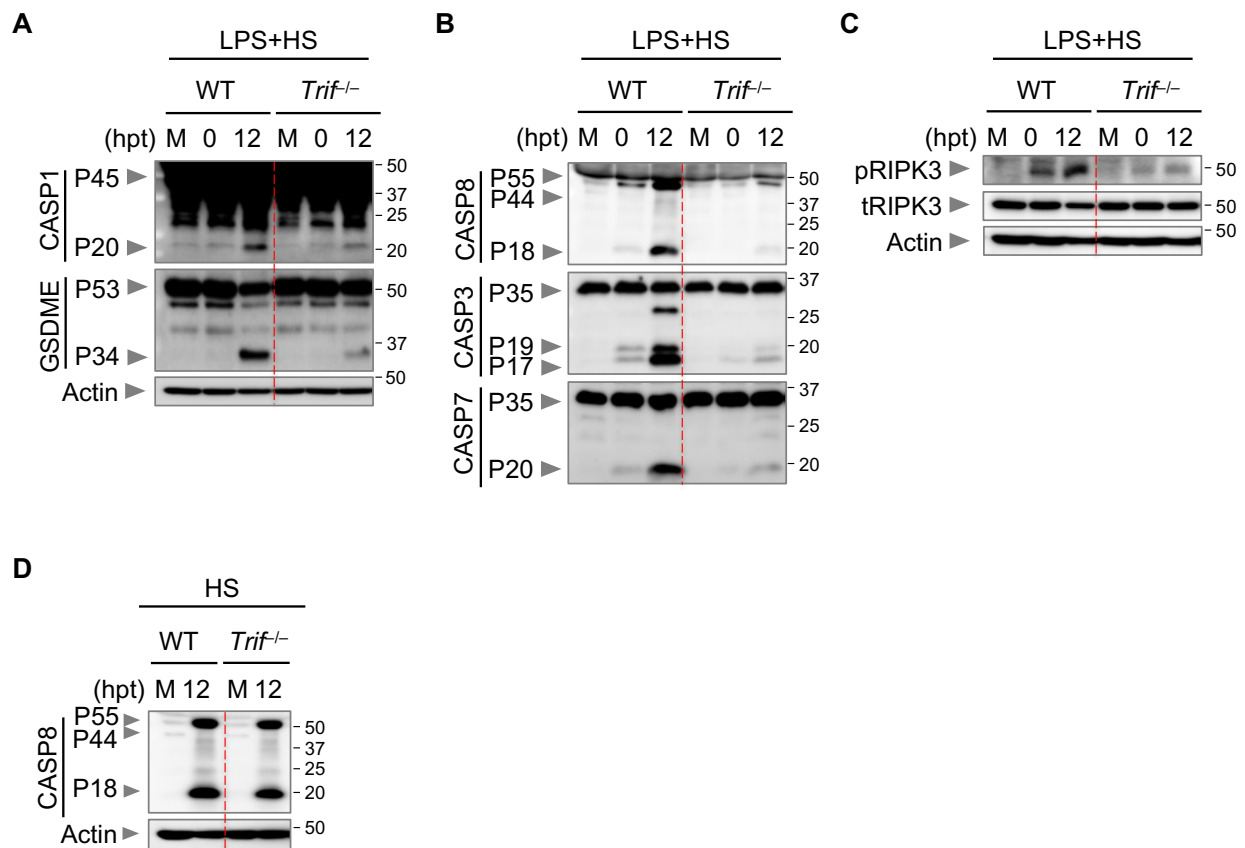 A
LPS+HS
WT Trif–/–
(hpt) M 0 12 M 0 12
CASP1
P45
P20
50
37
25
20
GSDME
P53
P34
50
37
Actin
50
B
LPS+HS
WT Trif–/–
(hpt) M 0 12 M 0 12
CASP8
P55
P44
P18
50
37
25
20
CASP3
P35
P19
P17
37
25
20
CASP7
P35
P20
37
25
20
C
LPS+HS
WT Trif–/–
(hpt) M 0 12 M 0 12
pRIPK3 50
tRIPK3 50
Actin 50
D
HS
WT Trif–/–
(hpt) M 12 M 12
CASP8
P55
P44
P18
50
37
25
20
Actin 50